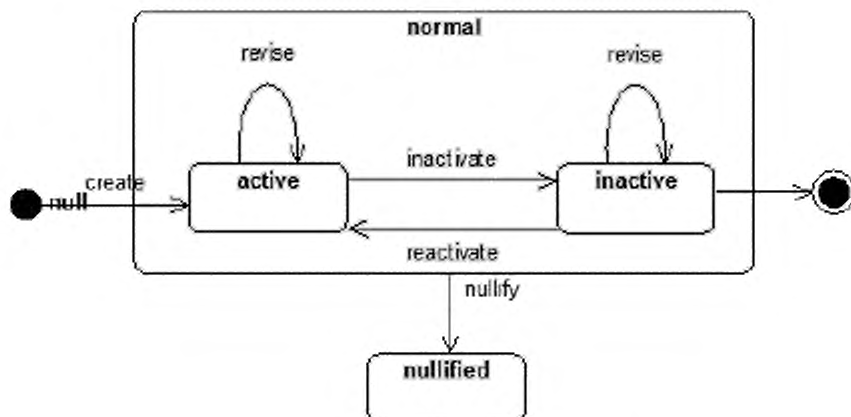 normal
revise
revise
inactivate
create
active
inactive
null
reactivate
nullify
nullified